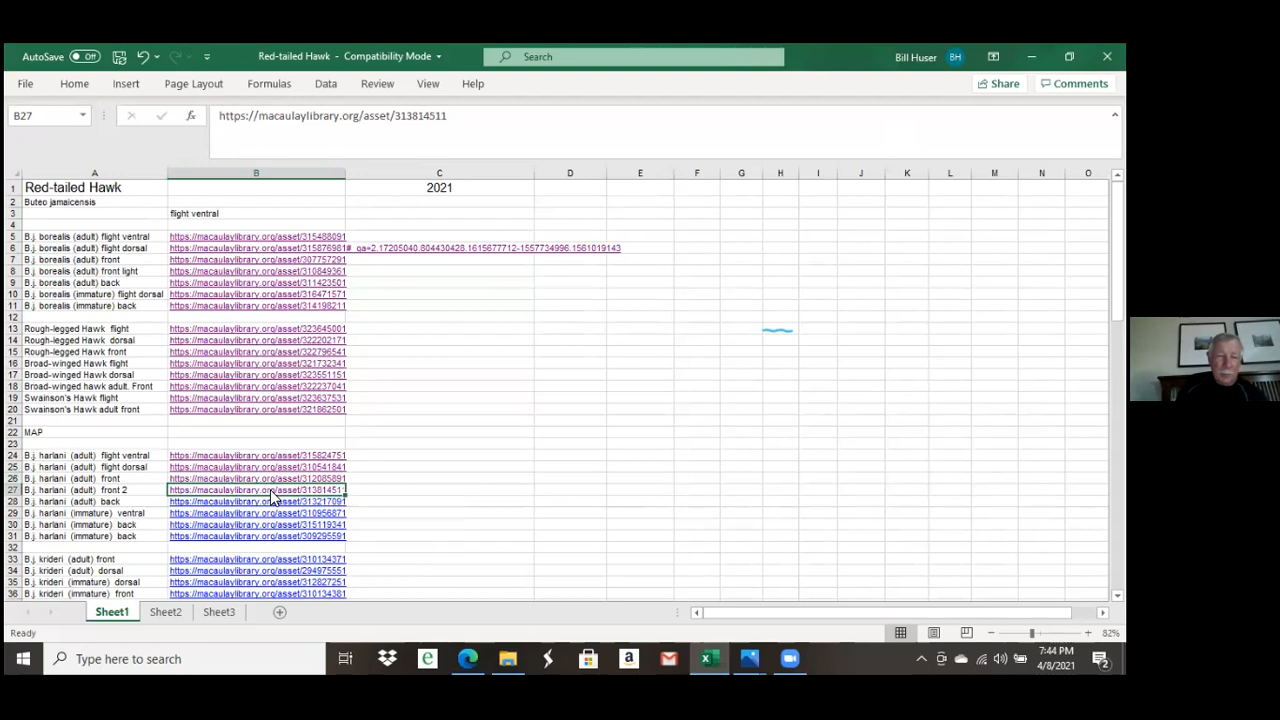 AutoSave Off Red-tailed Hawk - Compatibility Mode Search Bill Huser BH
File Home Insert Page Layout Formulas Data Review View Help Share Comments
B27 fx https://macaulaylibrary.org/asset/313814511
A B C D E F G H I J K L M N O
1 Red-tailed Hawk 2021
2 Buteo jamaicensis
3 flight ventral
4
5 B.j. borealis (adult) flight ventral https://macaulaylibrary.org/asset/315488091
6 B.j. borealis (adult) flight dorsal https://macaulaylibrary.org/asset/315876981#_ga=2.17205040.804430428.1615677712-1557734996.1561019143
7 B.j. borealis (adult) front https://macaulaylibrary.org/asset/307757291
8 B.j. borealis (adult) front light https://macaulaylibrary.org/asset/310849361
9 B.j. borealis (adult) back https://macaulaylibrary.org/asset/311423501
10 B.j. borealis (immature) flight dorsal https://macaulaylibrary.org/asset/316471571
11 B.j. borealis (immature) back https://macaulaylibrary.org/asset/314198211
12
13 Rough-legged Hawk flight https://macaulaylibrary.org/asset/323645001
14 Rough-legged Hawk dorsal https://macaulaylibrary.org/asset/322202171
15 Rough-legged Hawk front https://macaulaylibrary.org/asset/322796541
16 Broad-winged Hawk flight https://macaulaylibrary.org/asset/321732341
17 Broad-winged Hawk dorsal https://macaulaylibrary.org/asset/323551151
18 Broad-winged hawk adult. Front https://macaulaylibrary.org/asset/322237041
19 Swainson's Hawk flight https://macaulaylibrary.org/asset/323637531
20 Swainson's Hawk adult front https://macaulaylibrary.org/asset/321862501
21
22 MAP
23
24 B.j. harlani (adult) flight ventral https://macaulaylibrary.org/asset/315824751
25 B.j. harlani (adult) flight dorsal https://macaulaylibrary.org/asset/310541841
26 B.j. harlani (adult) front https://macaulaylibrary.org/asset/312085891
27 B.j. harlani (adult) front 2 https://macaulaylibrary.org/asset/313814511
28 B.j. harlani (adult) back https://macaulaylibrary.org/asset/313217091
29 B.j. harlani (immature) ventral https://macaulaylibrary.org/asset/310956871
30 B.j. harlani (immature) back https://macaulaylibrary.org/asset/315119341
31 B.j. harlani (immature) back https://macaulaylibrary.org/asset/309295591
32
33 B.j. krideri (adult) front https://macaulaylibrary.org/asset/310134371
34 B.j. krideri (adult) dorsal https://macaulaylibrary.org/asset/294975551
35 B.j. krideri (immature) dorsal https://macaulaylibrary.org/asset/312827251
36 B.j. krideri (immature) front https://macaulaylibrary.org/asset/310134381
Sheet1 Sheet2 Sheet3
Ready 82%
Type here to search 7:44 PM
4/8/2021 2